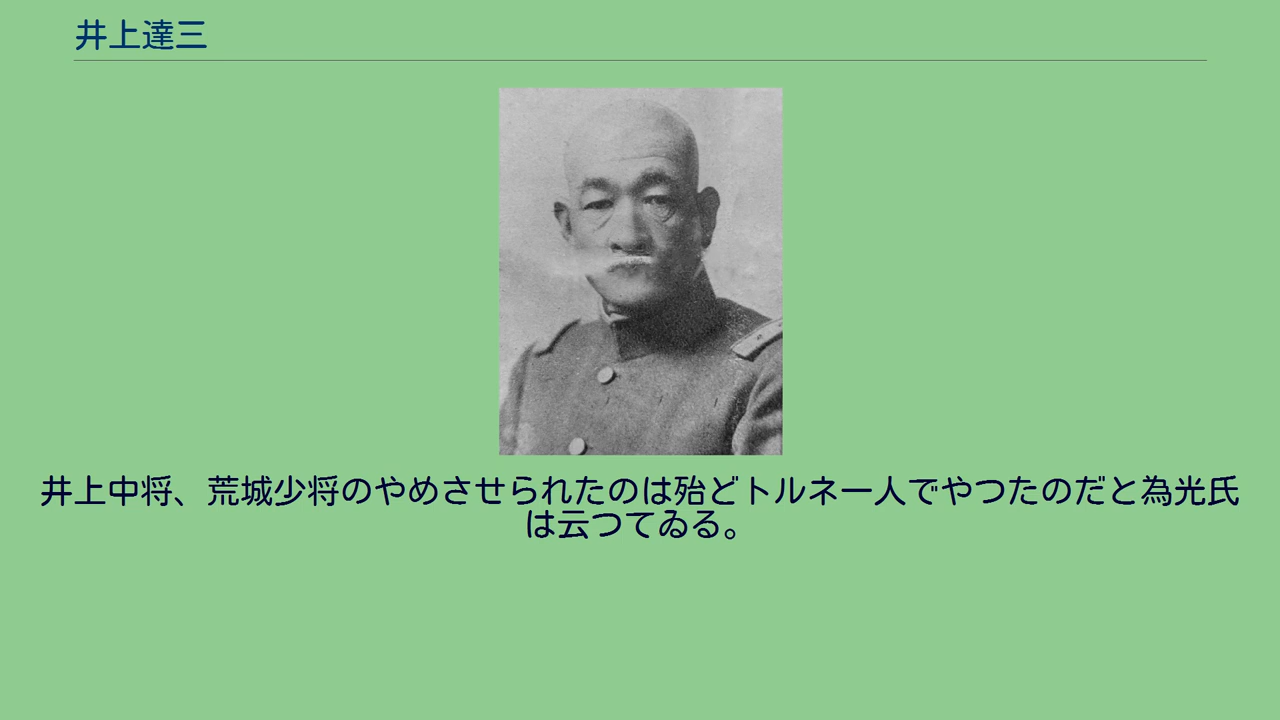 井上達三
井上中将、荒城少将のやめさせられたのは殆どトルネ一人でやつたのだと為光氏
は云つてゐる。